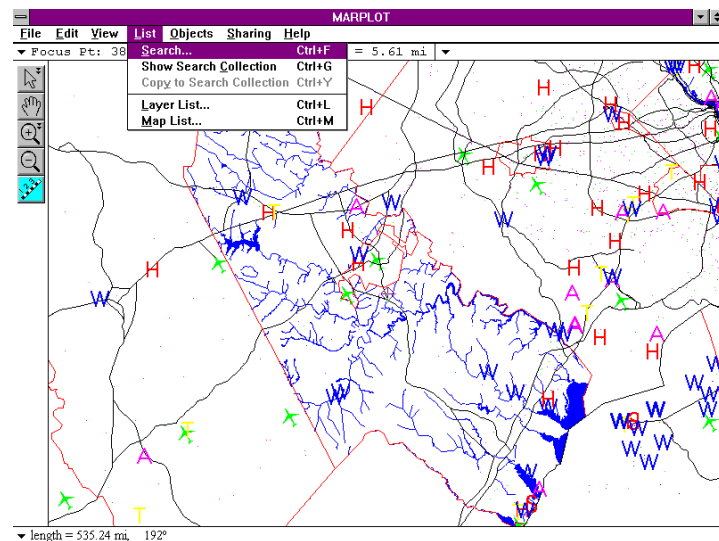 MARPLOT
File Edit View List Objects Sharing Help
Focus Pt: 38 = 5.61 mi
Search... Ctrl+F
Show Search Collection Ctrl+G
Copy to Search Collection Ctrl+Y
Layer List... Ctrl+L
Map List... Ctrl+M
length = 535.24 mi, 192°